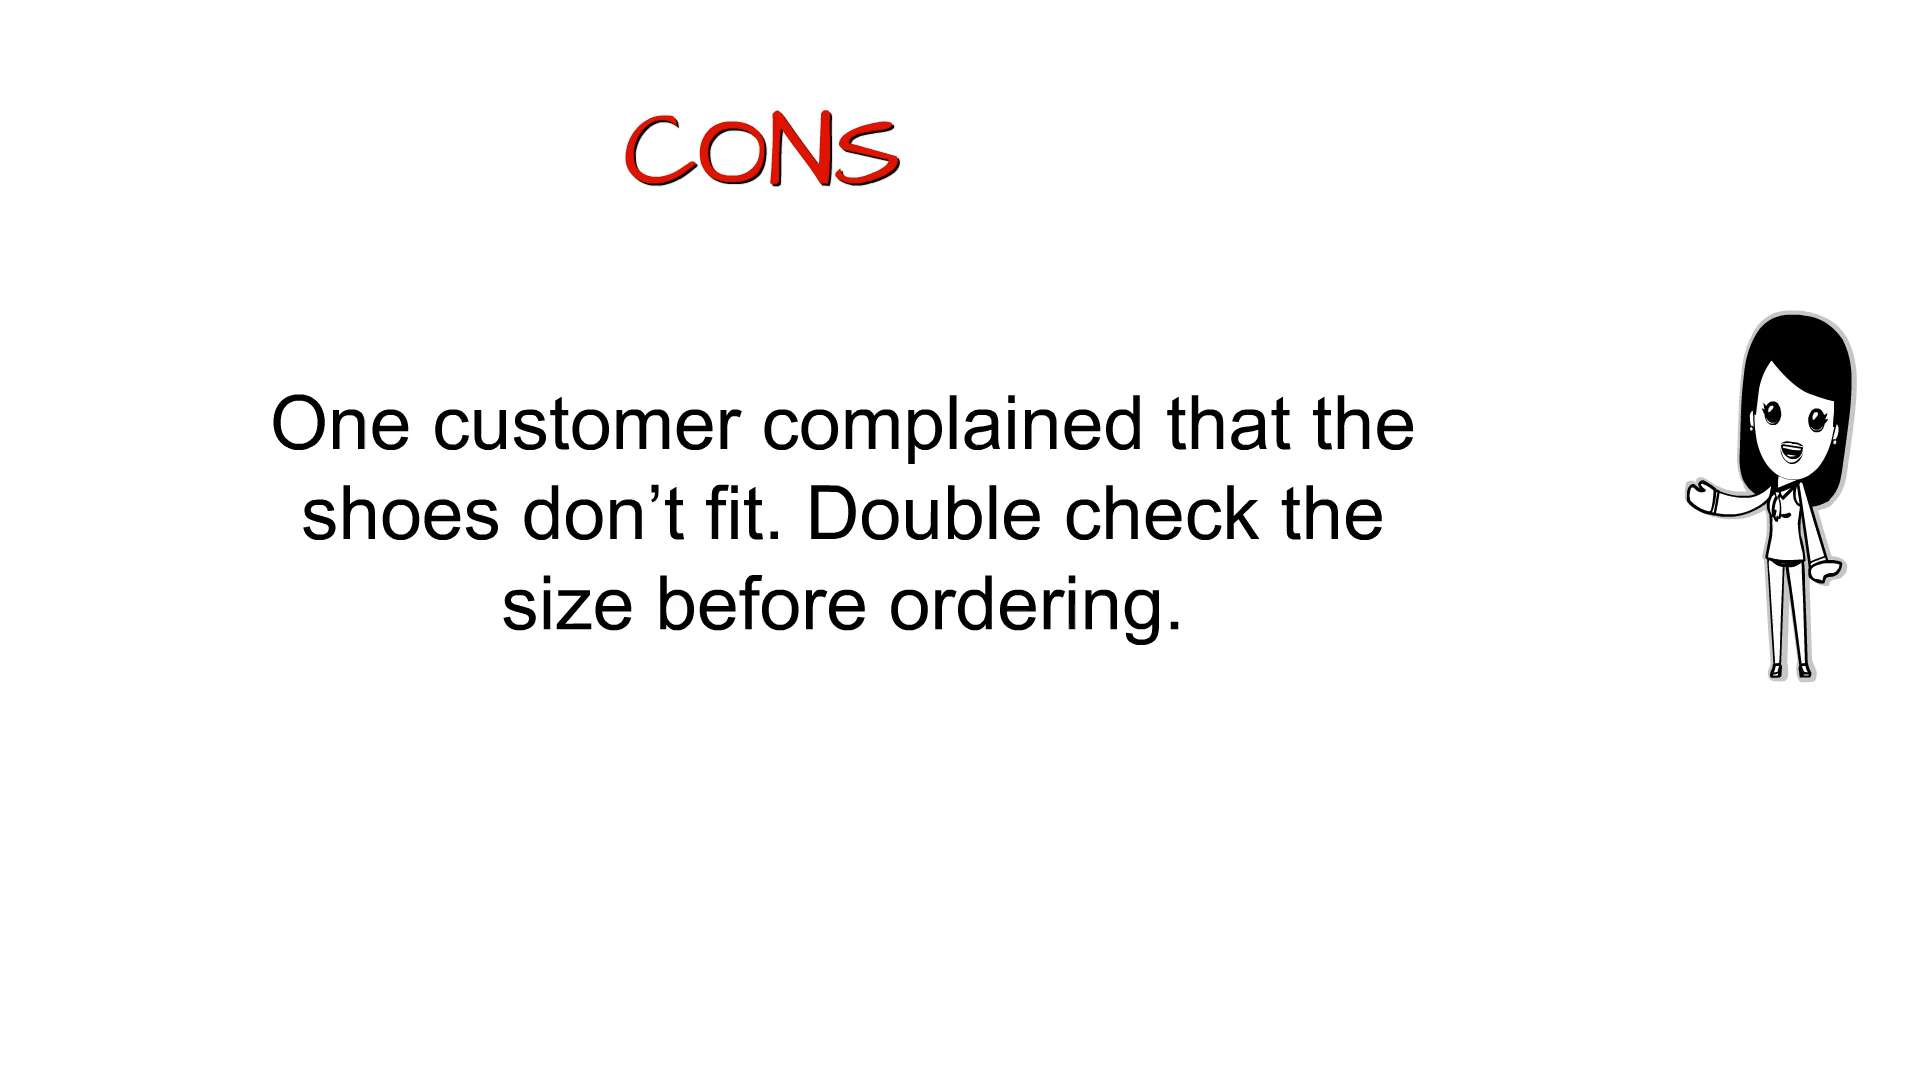 CONS
One customer complained that the
shoes don’t fit. Double check the
size before ordering.